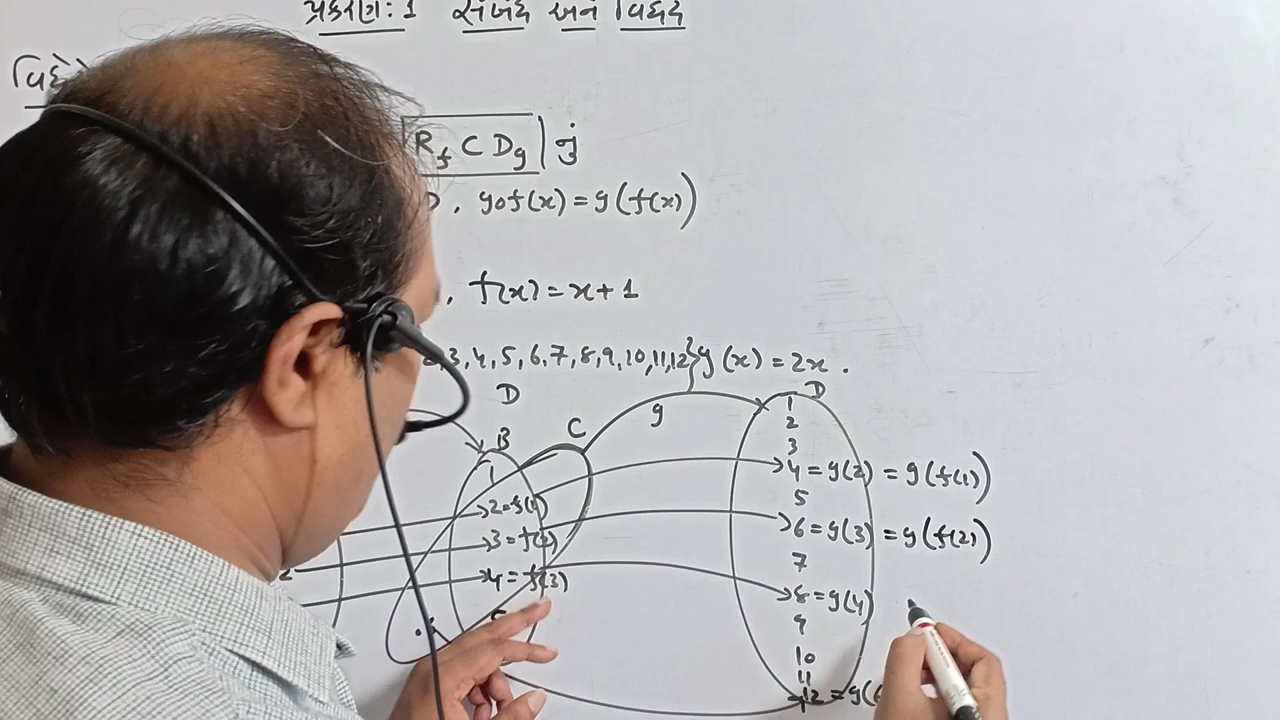 પ્રકરણ: 1 સંબંધ અને વિધેય
R_f ⊂ D_g જ
D, gof(x) = g(f(x))
, f(x) = x + 1
2,3,4,5,6,7,8,9,10,11,12} g(x) = 2x.
D
B C g D
1
2
3
1
4 = g(2) = g(f(1))
5
2 = f(1)
6 = g(3) = g(f(2))
3 = f(2)
7
2
4 = f(3)
8 = g(4)
9
5
10
11
12 = g(